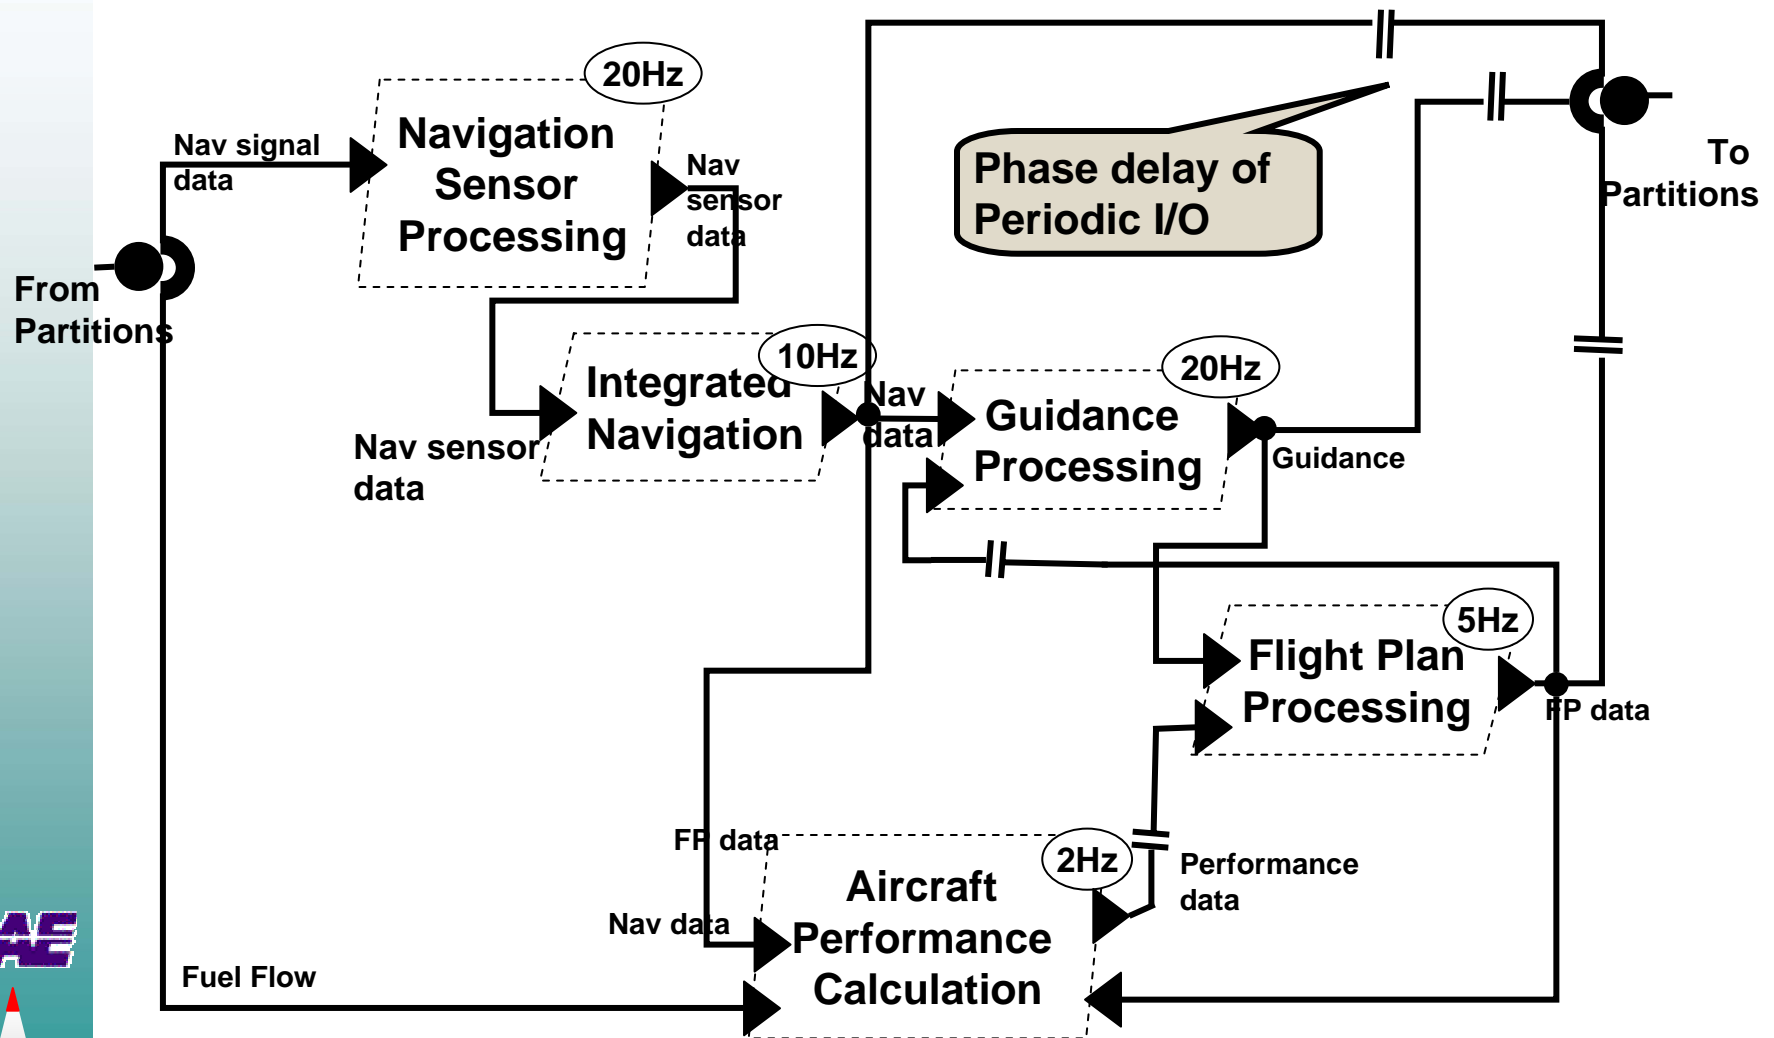 20Hz
Navigation
Sensor
Processing
Nav signal
data
Nav
sensor
data
Phase delay of
Periodic I/O
To
Partitions
From
Partitions
10Hz
Integrated
Navigation
Nav sensor
data
Nav
data
20Hz
Guidance
Processing
Guidance
5Hz
Flight Plan
Processing
FP data
FP data
2Hz
Aircraft
Performance
Calculation
Performance
data
Nav data
Fuel Flow